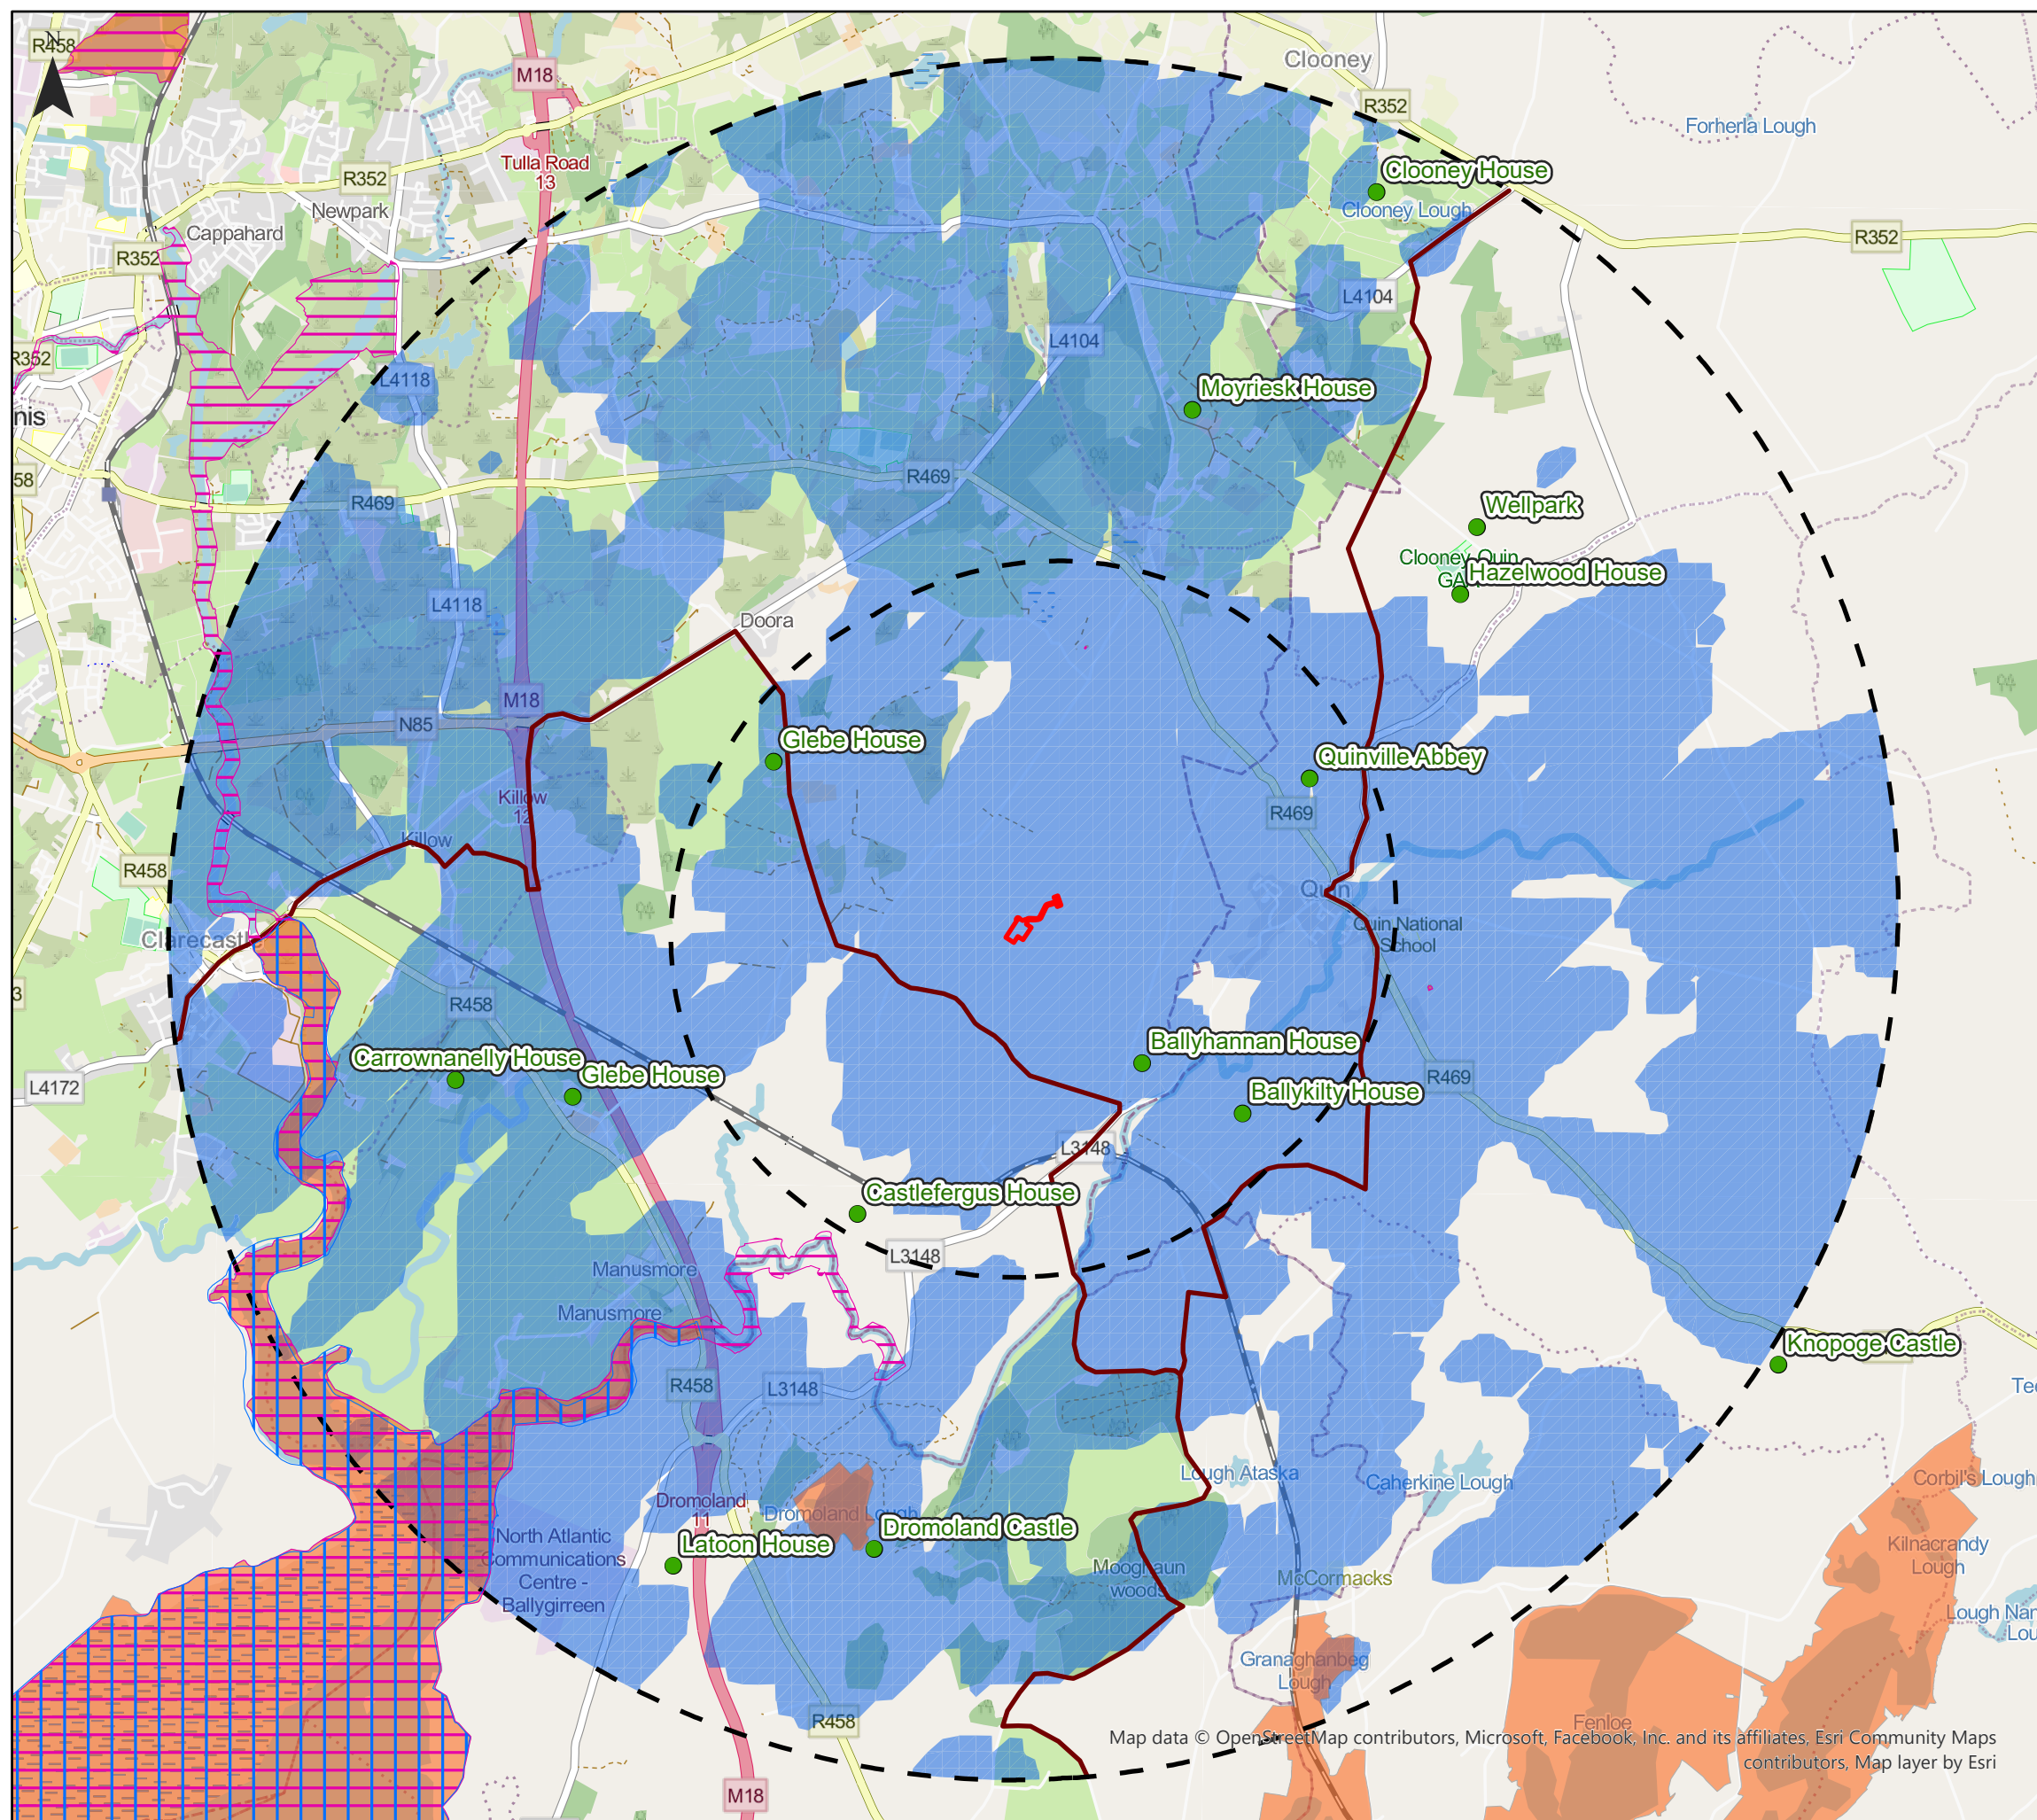 N
R458
M18
Clooney
R352
Forherla Lough
Tulla Road
13
Clooney House
R352
Newpark
Clooney Lough
Cappahard
R352
R352
L4104
L4104
R352
L4118
Moyriesk House
nis
58
R469
R469
Wellpark
Clooney Quin
GA
Hazelwood House
L4118
Doora
M18
N85
Glebe House
Quinville Abbey
Killow
12
R469
Killow
R458
Quin
Quin National
School
Clarecastle
3
R458
Carrownanelly House
Glebe House
Ballyhannan House
L4172
R469
Ballykilty House
L3148
Castlefergus House
L3148
Manusmore
Manusmore
Knopoge Castle
R458
L3148
Lough Ataska
Caherkine Lough
Corbil's Lough
Dromoland
11
Dromoland Lough
Dromoland Castle
North Atlantic
Communications
Centre -
Ballygirreen
Latoon House
Mooghaun
woods
McCormacks
Kilnacrandy
Lough
Lough Nan
Lou
Granaghanbeg
Lough
R458
Fenloe
Map data © OpenStreetMap contributors, Microsoft, Facebook, Inc. and its affiliates, Esri Community Maps
contributors, Map layer by Esri
M18